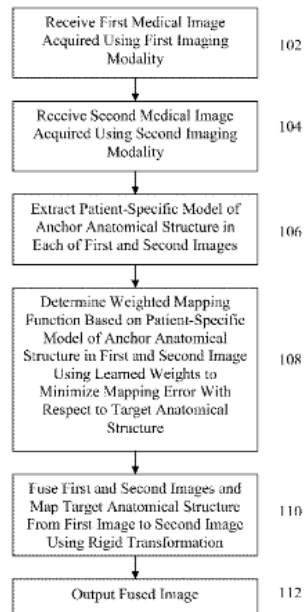 Receive First Medical Image
Acquired Using First Imaging
Modality
102
Receive Second Medical Image
Acquired Using Second Imaging
Modality
104
Extract Patient-Specific Model of
Anchor Anatomical Structure in
Each of First and Second Images
106
Determine Weighted Mapping
Function Based on Patient-Specific
Model of Anchor Anatomical
Structure in First and Second Image
Using Learned Weights to
Minimize Mapping Error With
Respect to Target Anatomical
Structure
108
Fuse First and Second Images and
Map Target Anatomical Structure
From First Image to Second Image
Using Rigid Transformation
110
Output Fused Image
112